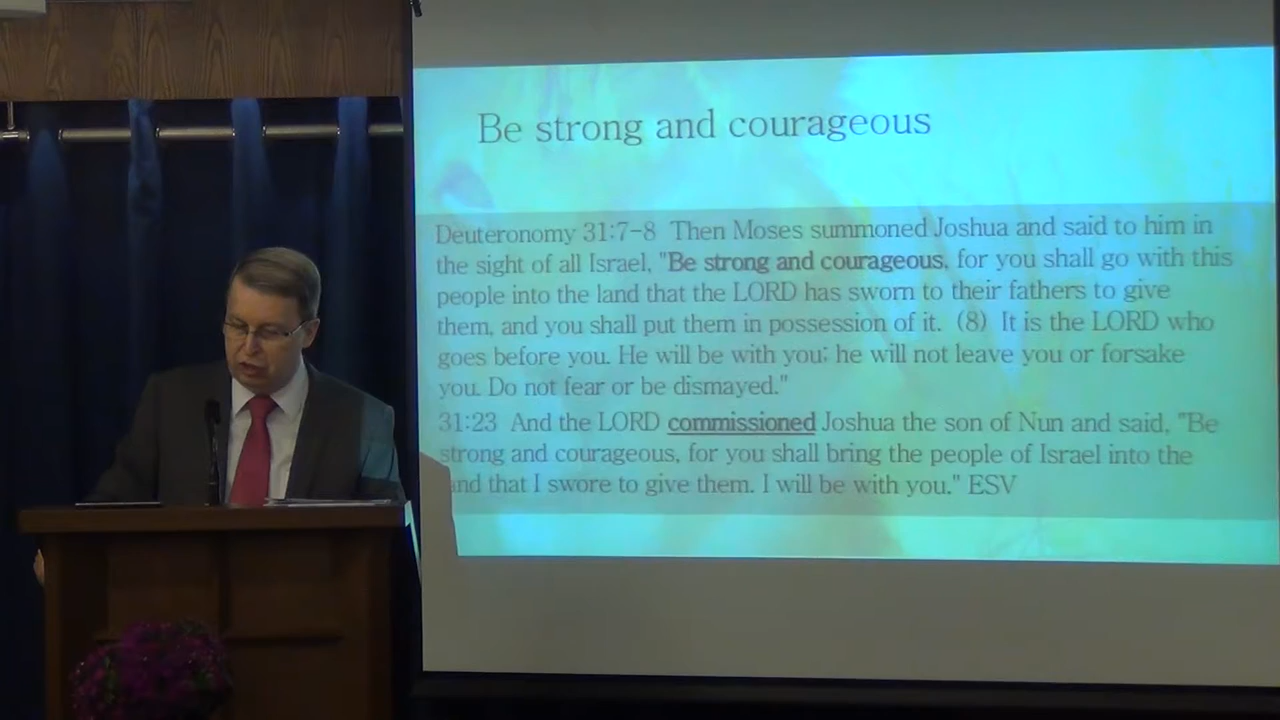 Be strong and courageous
Deuteronomy 31:7-8 Then Moses summoned Joshua and said to him in
the sight of all Israel, "Be strong and courageous, for you shall go with this
people into the land that the LORD has sworn to their fathers to give
them, and you shall put them in possession of it. (8) It is the LORD who
goes before you. He will be with you; he will not leave you or forsake
you. Do not fear or be dismayed."
31:23 And the LORD commissioned Joshua the son of Nun and said, "Be
strong and courageous, for you shall bring the people of Israel into the
and that I swore to give them. I will be with you." ESV